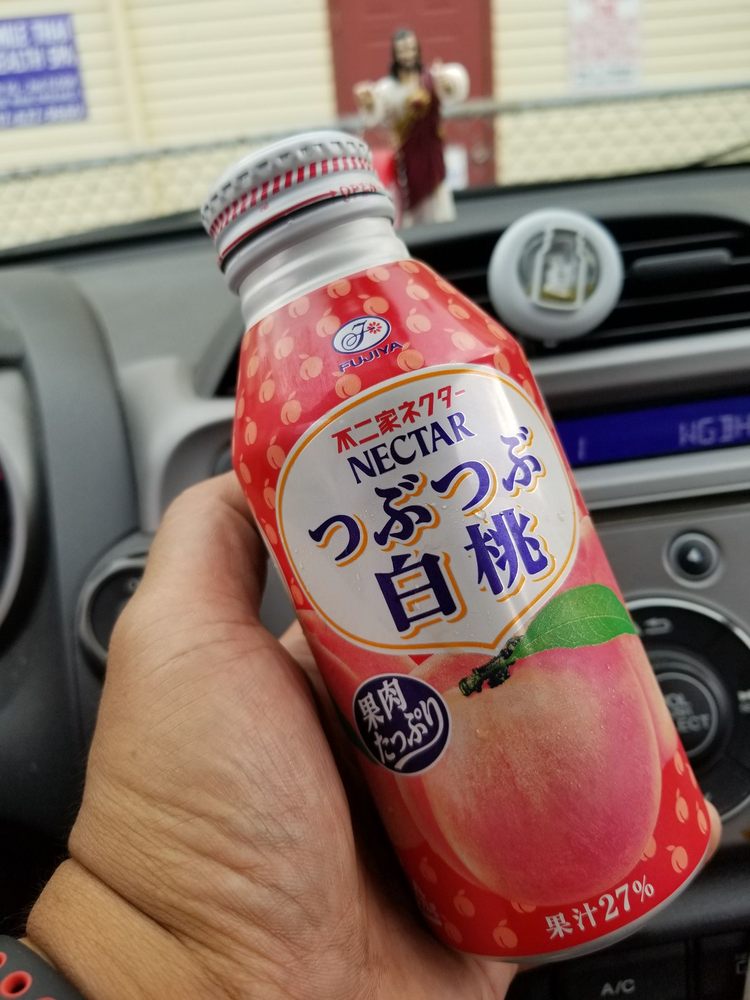 OPEN
FUJIYA
不二家ネクター
NECTAR
つぶつぶ
白桃
果肉
たっぷり
果汁27%
A/C